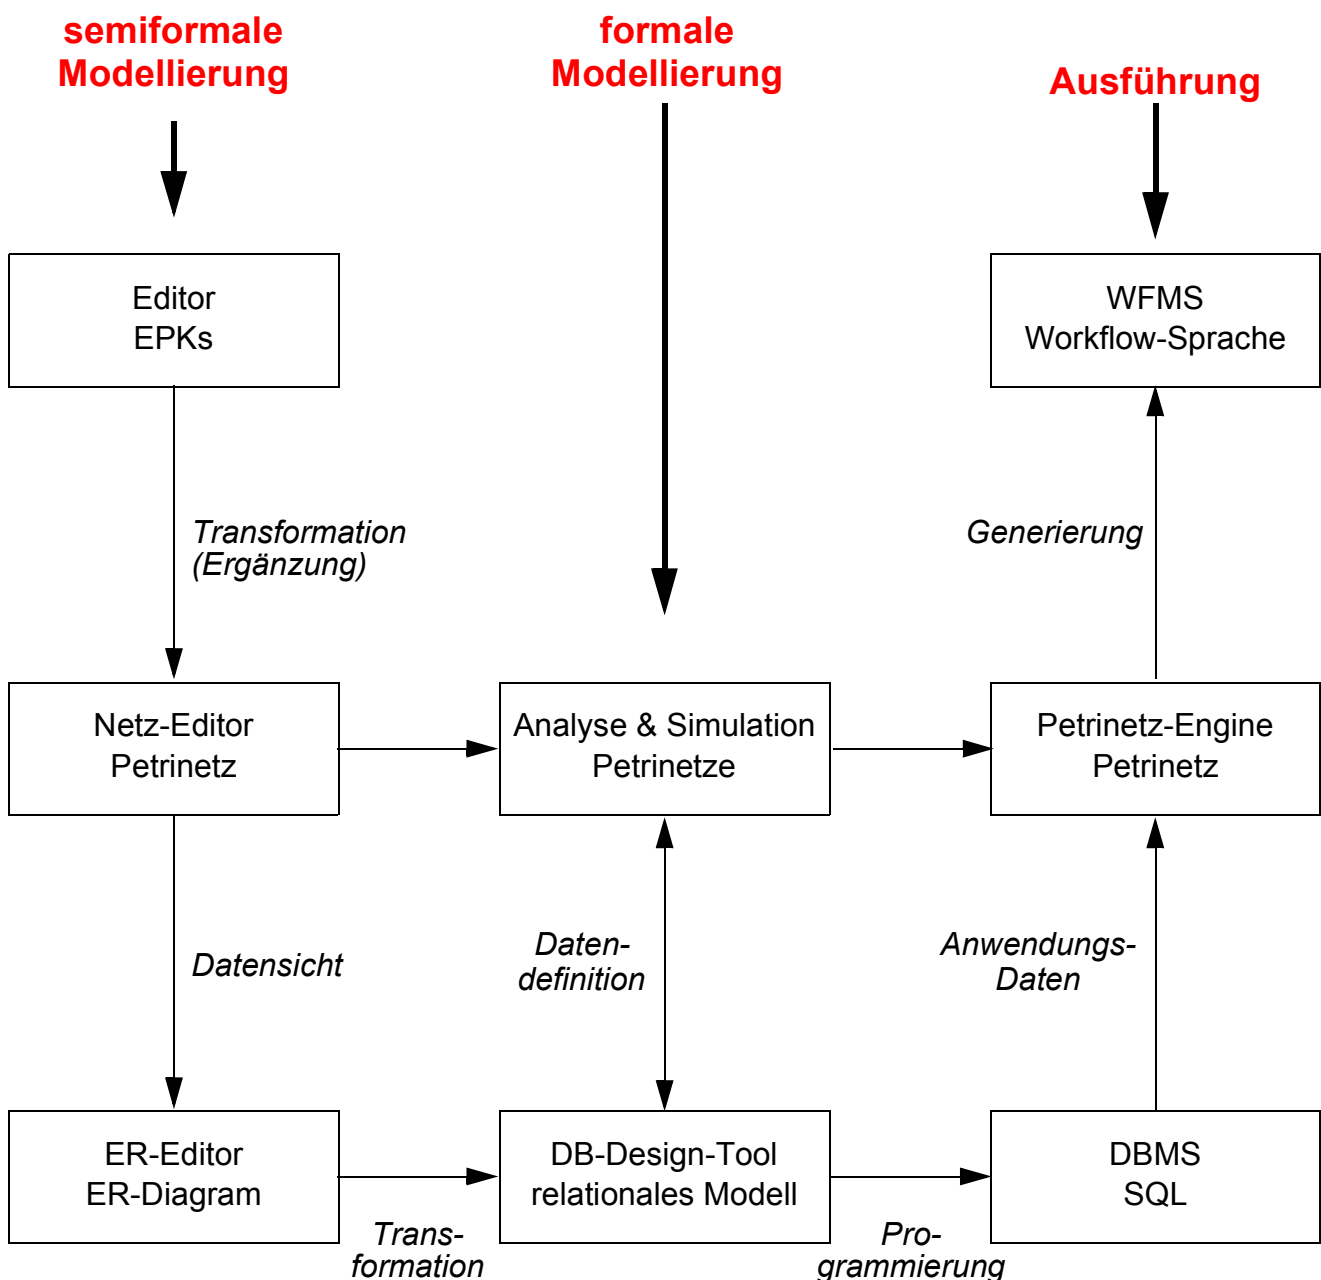 semiformale
Modellierung
formale
Modellierung
Ausführung
Editor
EPKs
WFMS
Workflow-Sprache
Transformation
(Ergänzung)
Generierung
Netz-Editor
Petrinetz
Analyse & Simulation
Petrinetze
Petrinetz-Engine
Petrinetz
Datensicht
Daten-
definition
Anwendungs-
Daten
ER-Editor
ER-Diagram
DB-Design-Tool
relationales Modell
DBMS
SQL
Trans-
formation
Pro-
grammierung